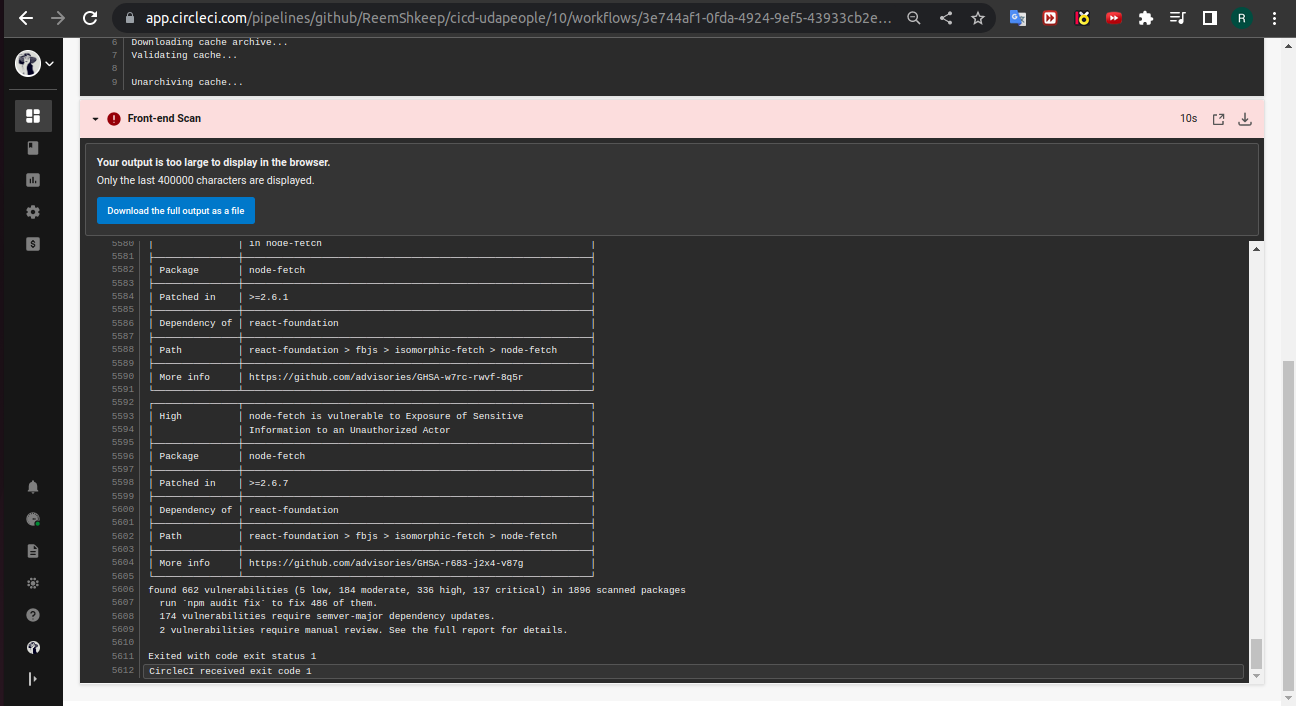 app.circleci.com/pipelines/github/ReemShkeep/cicd-udapeople/10/workflows/3e744af1-0fda-4924-9ef5-43933cb2e...
R
6 Downloading cache archive...
7 Validating cache...
8
9 Unarchiving cache...
Front-end Scan 10s
Your output is too large to display in the browser.
Only the last 400000 characters are displayed.
Download the full output as a file
5580 in node-fetch
5581
5582 Package node-fetch
5583
5584 Patched in >=2.6.1
5585
5586 Dependency of react-foundation
5587
5588 Path react-foundation > fbjs > isomorphic-fetch > node-fetch
5589
5590 More info https://github.com/advisories/GHSA-w7rc-rwvf-8q5r
5591
5592
5593 High node-fetch is vulnerable to Exposure of Sensitive
5594 Information to an Unauthorized Actor
5595
5596 Package node-fetch
5597
5598 Patched in >=2.6.7
5599
5600 Dependency of react-foundation
5601
5602 Path react-foundation > fbjs > isomorphic-fetch > node-fetch
5603
5604 More info https://github.com/advisories/GHSA-r683-j2x4-v87g
5605
5606 found 662 vulnerabilities (5 low, 184 moderate, 336 high, 137 critical) in 1896 scanned packages
5607 run `npm audit fix` to fix 486 of them.
5608 174 vulnerabilities require semver-major dependency updates.
5609 2 vulnerabilities require manual review. See the full report for details.
5610
5611 Exited with code exit status 1
5612 CircleCI received exit code 1